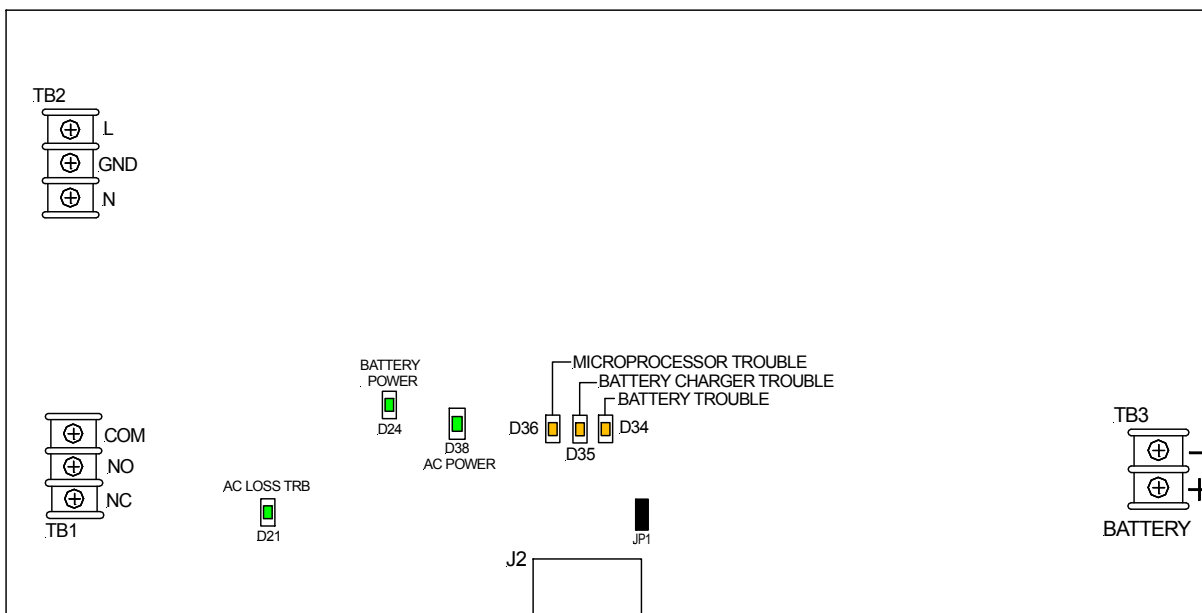 TB2
L
GND
N
BATTERY
POWER
D24
D38
AC POWER
MICROPROCESSOR TROUBLE
BATTERY CHARGER TROUBLE
BATTERY TROUBLE
D36
D35
D34
COM
NO
NC
TB1
AC LOSS TRB
D21
JP1
J2
TB3
-
+
BATTERY